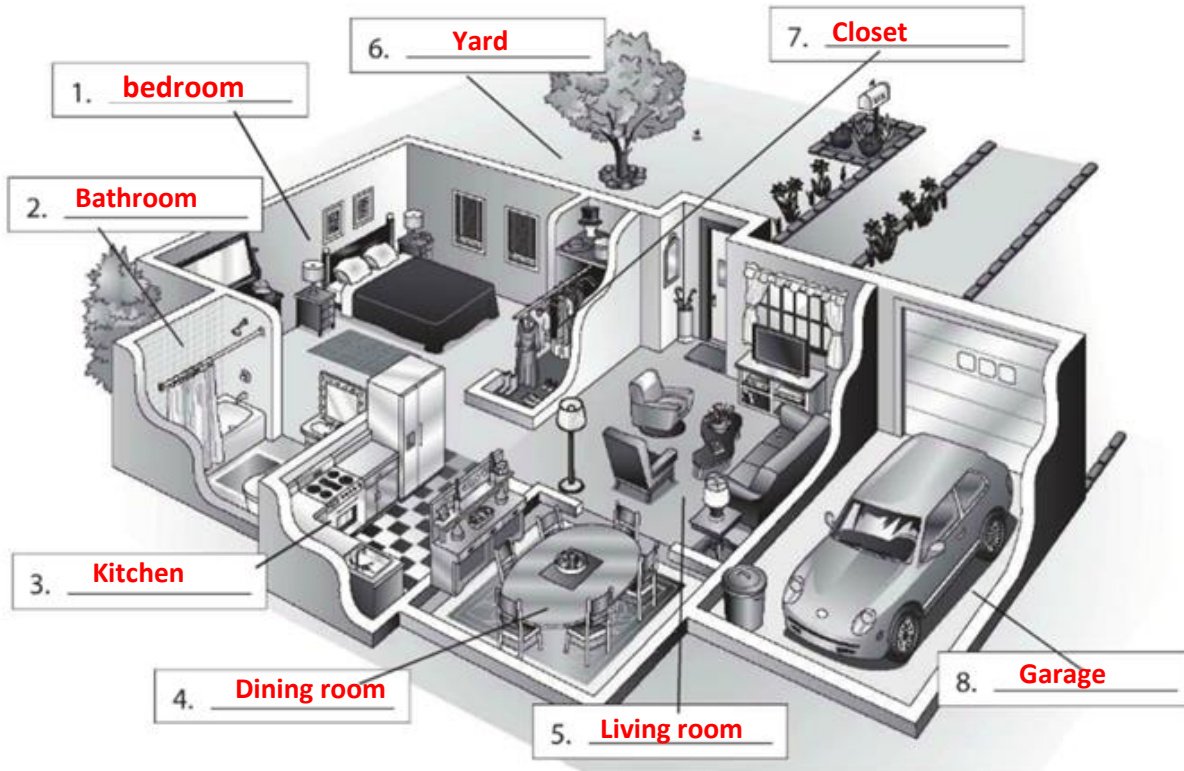 1. bedroom
2. Bathroom
3. Kitchen
4. Dining room
5. Living room
6. Yard
7. Closet
8. Garage